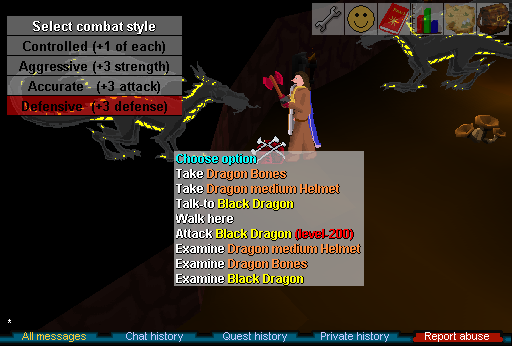 Select combat style
Controlled (+1 of each)
Aggressive (+3 strength)
Accurate (+3 attack)
Defensive (+3 defense)
Choose option
Take Dragon Bones
Take Dragon medium Helmet
Talk-to Black Dragon
Walk here
Attack Black Dragon (level-200)
Examine Dragon medium Helmet
Examine Dragon Bones
Examine Black Dragon
*
All messages
Chat history
Quest history
Private history
Report abuse